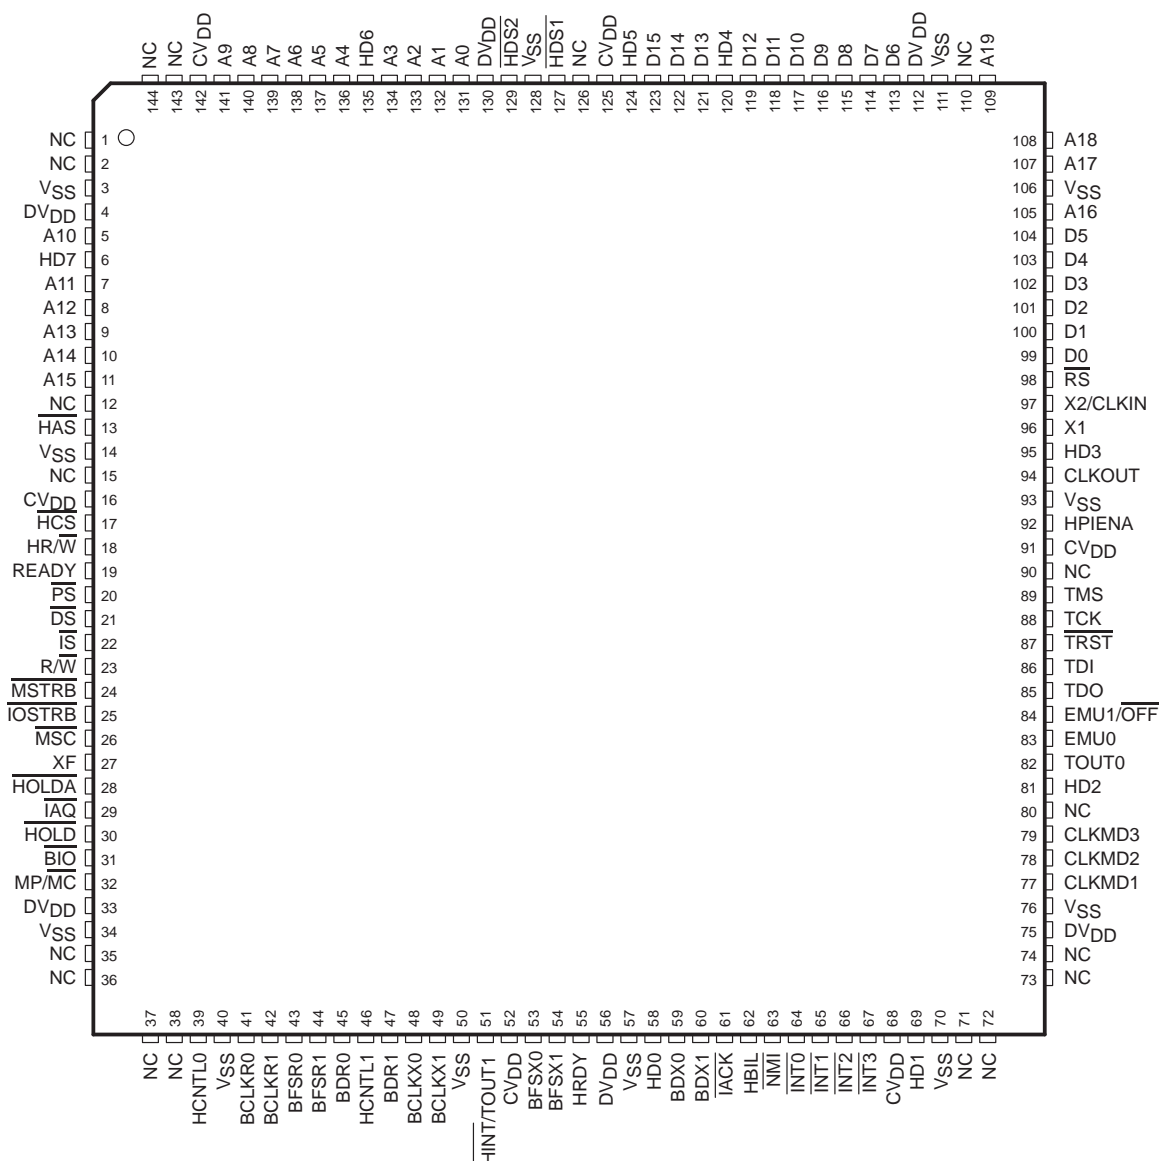 NC
NC
CVDD
A9
A8
A7
A6
A5
A4
HD6
A3
A2
A1
A0
DVDD
HDS2
VSS
HDS1
NC
CVDD
HD5
D15
D14
D13
HD4
D12
D11
D10
D9
D8
D7
D6
DVDD
VSS
NC
A19
144
143
142
141
140
139
138
137
136
135
134
133
132
131
130
129
128
127
126
125
124
123
122
121
120
119
118
117
116
115
114
113
112
111
110
109
NC 1
NC 2
VSS 3
DVDD 4
A10 5
HD7 6
A11 7
A12 8
A13 9
A14 10
A15 11
NC 12
HAS 13
VSS 14
NC 15
CVDD 16
HCS 17
HR/W 18
READY 19
PS 20
DS 21
IS 22
R/W 23
MSTRB 24
IOSTRB 25
MSC 26
XF 27
HOLDA 28
IAQ 29
HOLD 30
BIO 31
MP/MC 32
DVDD 33
VSS 34
NC 35
NC 36
108 A18
107 A17
106 VSS
105 A16
104 D5
103 D4
102 D3
101 D2
100 D1
99 D0
98 RS
97 X2/CLKIN
96 X1
95 HD3
94 CLKOUT
93 VSS
92 HPIENA
91 CVDD
90 NC
89 TMS
88 TCK
87 TRST
86 TDI
85 TDO
84 EMU1/OFF
83 EMU0
82 TOUT0
81 HD2
80 NC
79 CLKMD3
78 CLKMD2
77 CLKMD1
76 VSS
75 DVDD
74 NC
73 NC
37
38
39
40
41
42
43
44
45
46
47
48
49
50
51
52
53
54
55
56
57
58
59
60
61
62
63
64
65
66
67
68
69
70
71
72
NC
NC
HCNTL0
VSS
BCLKR0
BCLKR1
BFSR0
BFSR1
BDR0
HCNTL1
BDR1
BCLKX0
BCLKX1
VSS
HINT/TOUT1
CVDD
BFSX0
BFSX1
HRDY
DVDD
VSS
HD0
BDX0
BDX1
IACK
HBIL
NMI
INT0
INT1
INT2
INT3
CVDD
HD1
VSS
NC
NC